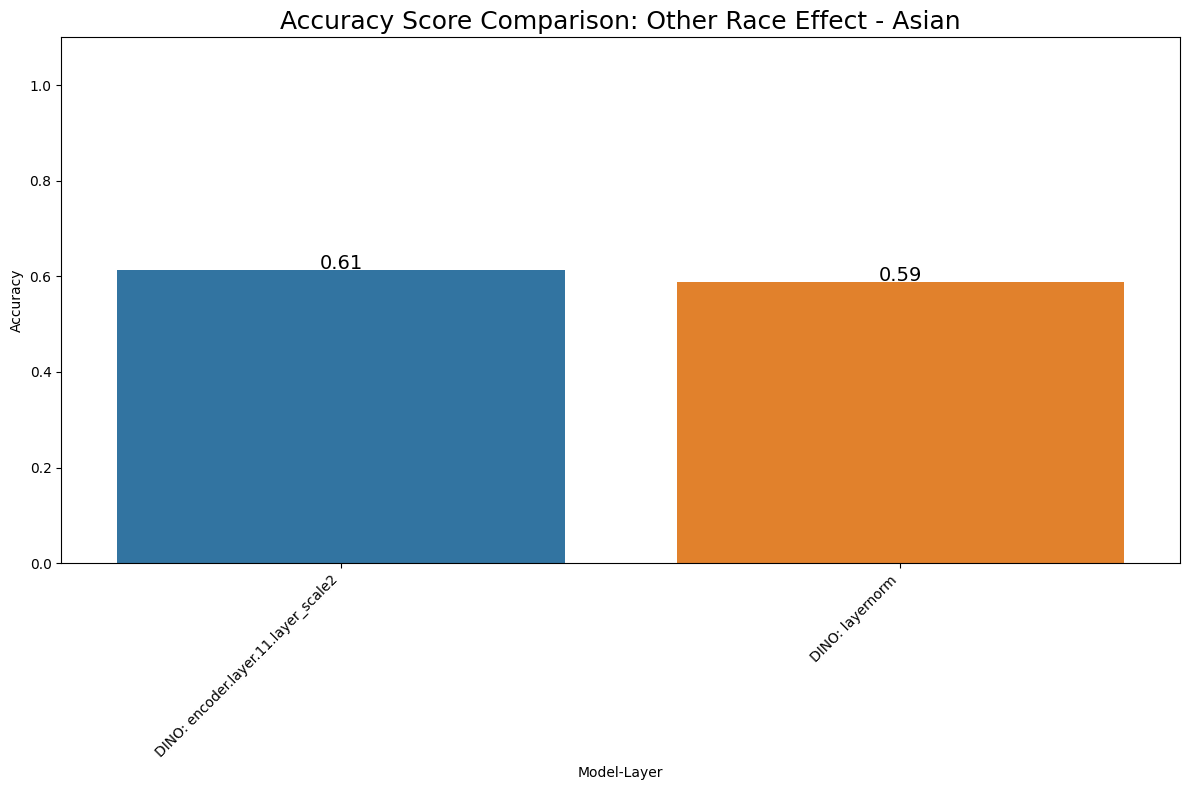 Accuracy Score Comparison: Other Race Effect - Asian
1.0
0.8
0.6
0.4
0.2
0.0
Accuracy
0.61
0.59
DINO: encoder.layer.11.layer_scale2
DINO: layernorm
Model-Layer